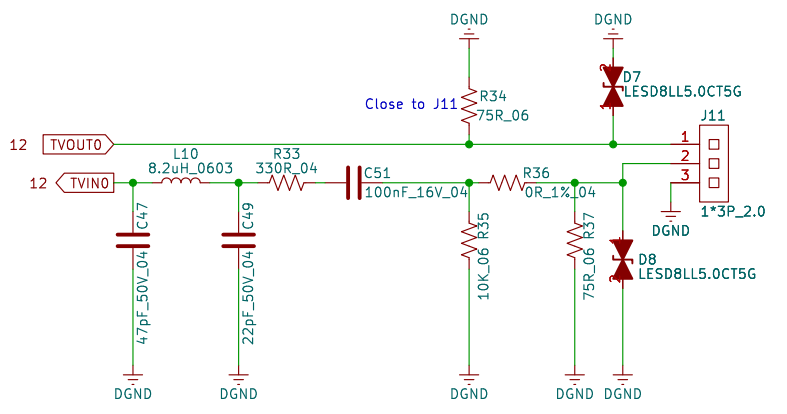 DGND
DGND
D7
LESD8LL5.0CT5G
R34
75R_06
Close to J11
J11
12 TVOUT0
1
2
3
L10
8.2uH_0603
R33
330R_04
C51
100nF_16V_04
R36
0R_1%_04
12 TVIN0
1*3P_2.0
DGND
C47
47pF_50V_04
C49
22pF_50V_04
R35
10K_06
R37
75R_06
D8
LESD8LL5.0CT5G
DGND
DGND
DGND
DGND
DGND